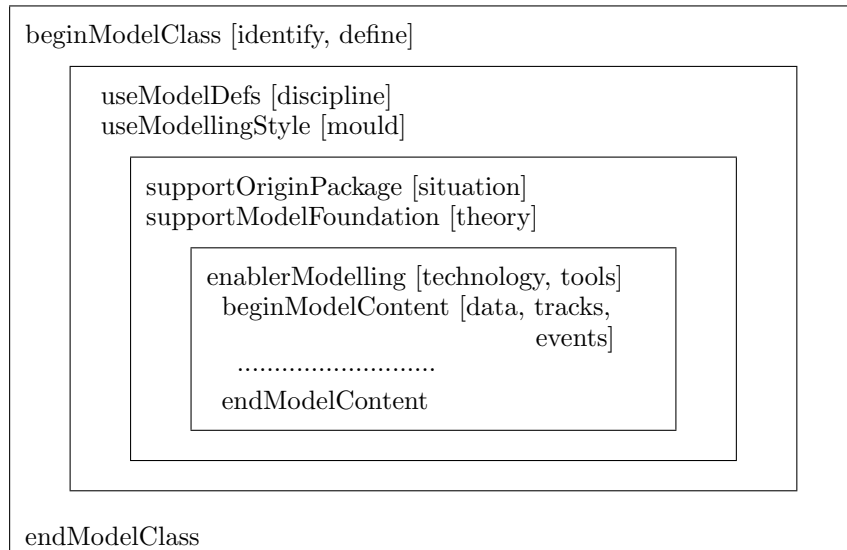 beginModelClass [identify, define]
useModelDefs [discipline]
useModellingStyle [mould]
supportOriginPackage [situation]
supportModelFoundation [theory]
enablerModelling [technology, tools]
beginModelContent [data, tracks,
events]
...........................
endModelContent
endModelClass